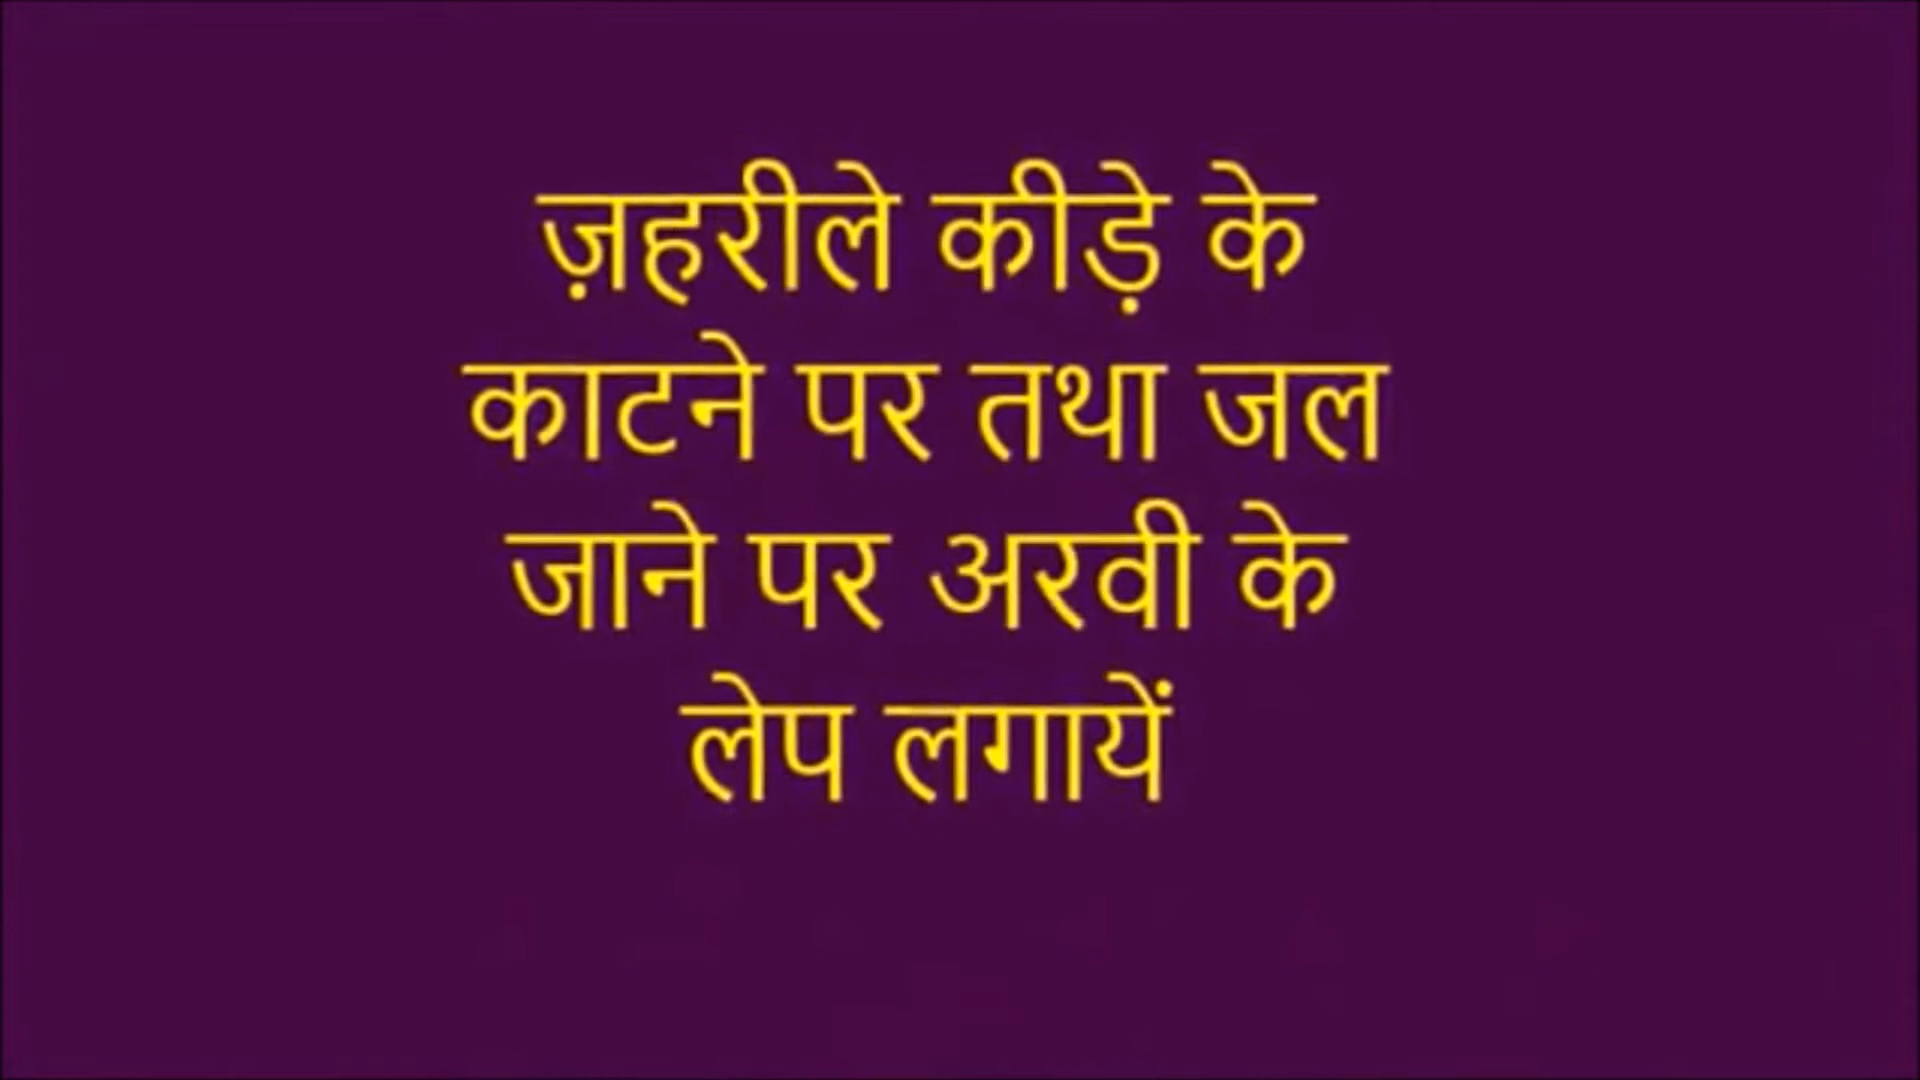 ज़हरीले कीड़े के
काटने पर तथा जल
जाने पर अरवी के
लेप लगायें